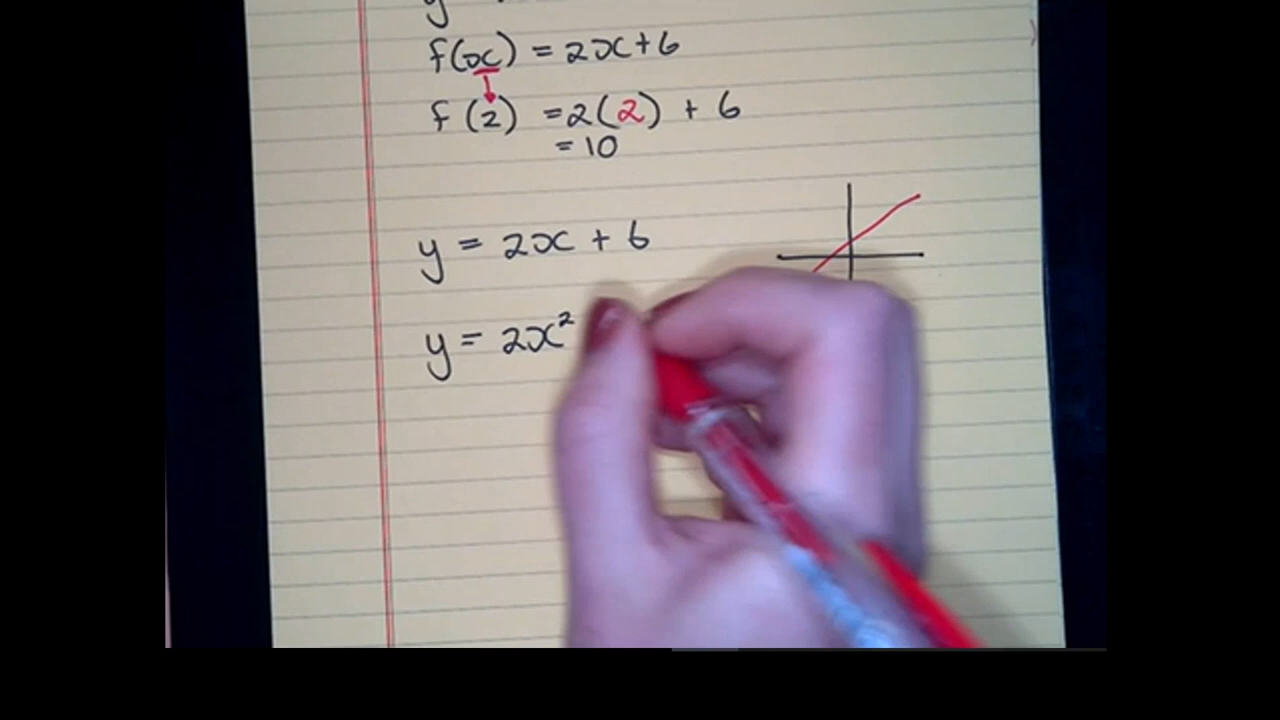 y
f(x) = 2x+6
f (2) =2(2) + 6
= 10
y = 2x + 6
y = 2x²